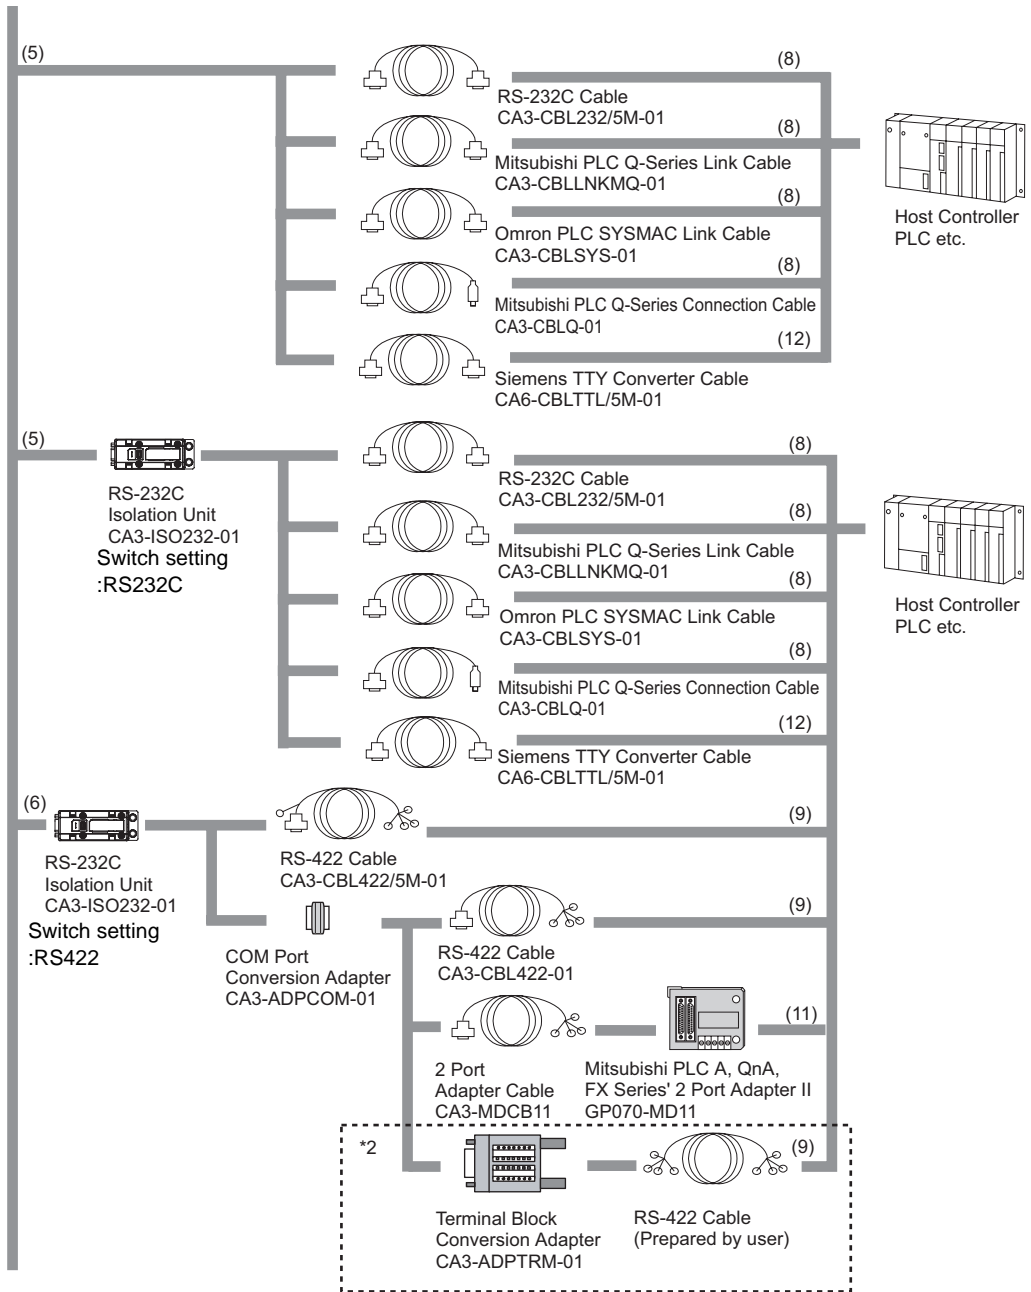 (5)
(8)
RS-232C Cable
CA3-CBL232/5M-01
(8)
Mitsubishi PLC Q-Series Link Cable
CA3-CBLLNKMQ-01
(8)
Omron PLC SYSMAC Link Cable
CA3-CBLSYS-01
(8)
Mitsubishi PLC Q-Series Connection Cable
CA3-CBLQ-01
(12)
Siemens TTY Converter Cable
CA6-CBLTTL/5M-01
Host Controller
PLC etc.
(5)
RS-232C
Isolation Unit
CA3-ISO232-01
Switch setting
:RS232C
(8)
RS-232C Cable
CA3-CBL232/5M-01
(8)
Mitsubishi PLC Q-Series Link Cable
CA3-CBLLNKMQ-01
(8)
Omron PLC SYSMAC Link Cable
CA3-CBLSYS-01
(8)
Mitsubishi PLC Q-Series Connection Cable
CA3-CBLQ-01
(12)
Siemens TTY Converter Cable
CA6-CBLTTL/5M-01
Host Controller
PLC etc.
(6)
RS-232C
Isolation Unit
CA3-ISO232-01
Switch setting
:RS422
(9)
RS-422 Cable
CA3-CBL422/5M-01
COM Port
Conversion Adapter
CA3-ADPCOM-01
(9)
RS-422 Cable
CA3-CBL422-01
(11)
2 Port
Adapter Cable
CA3-MDCB11
Mitsubishi PLC A, QnA,
FX Series' 2 Port Adapter II
GP070-MD11
*2
(9)
Terminal Block
Conversion Adapter
CA3-ADPTRM-01
RS-422 Cable
(Prepared by user)